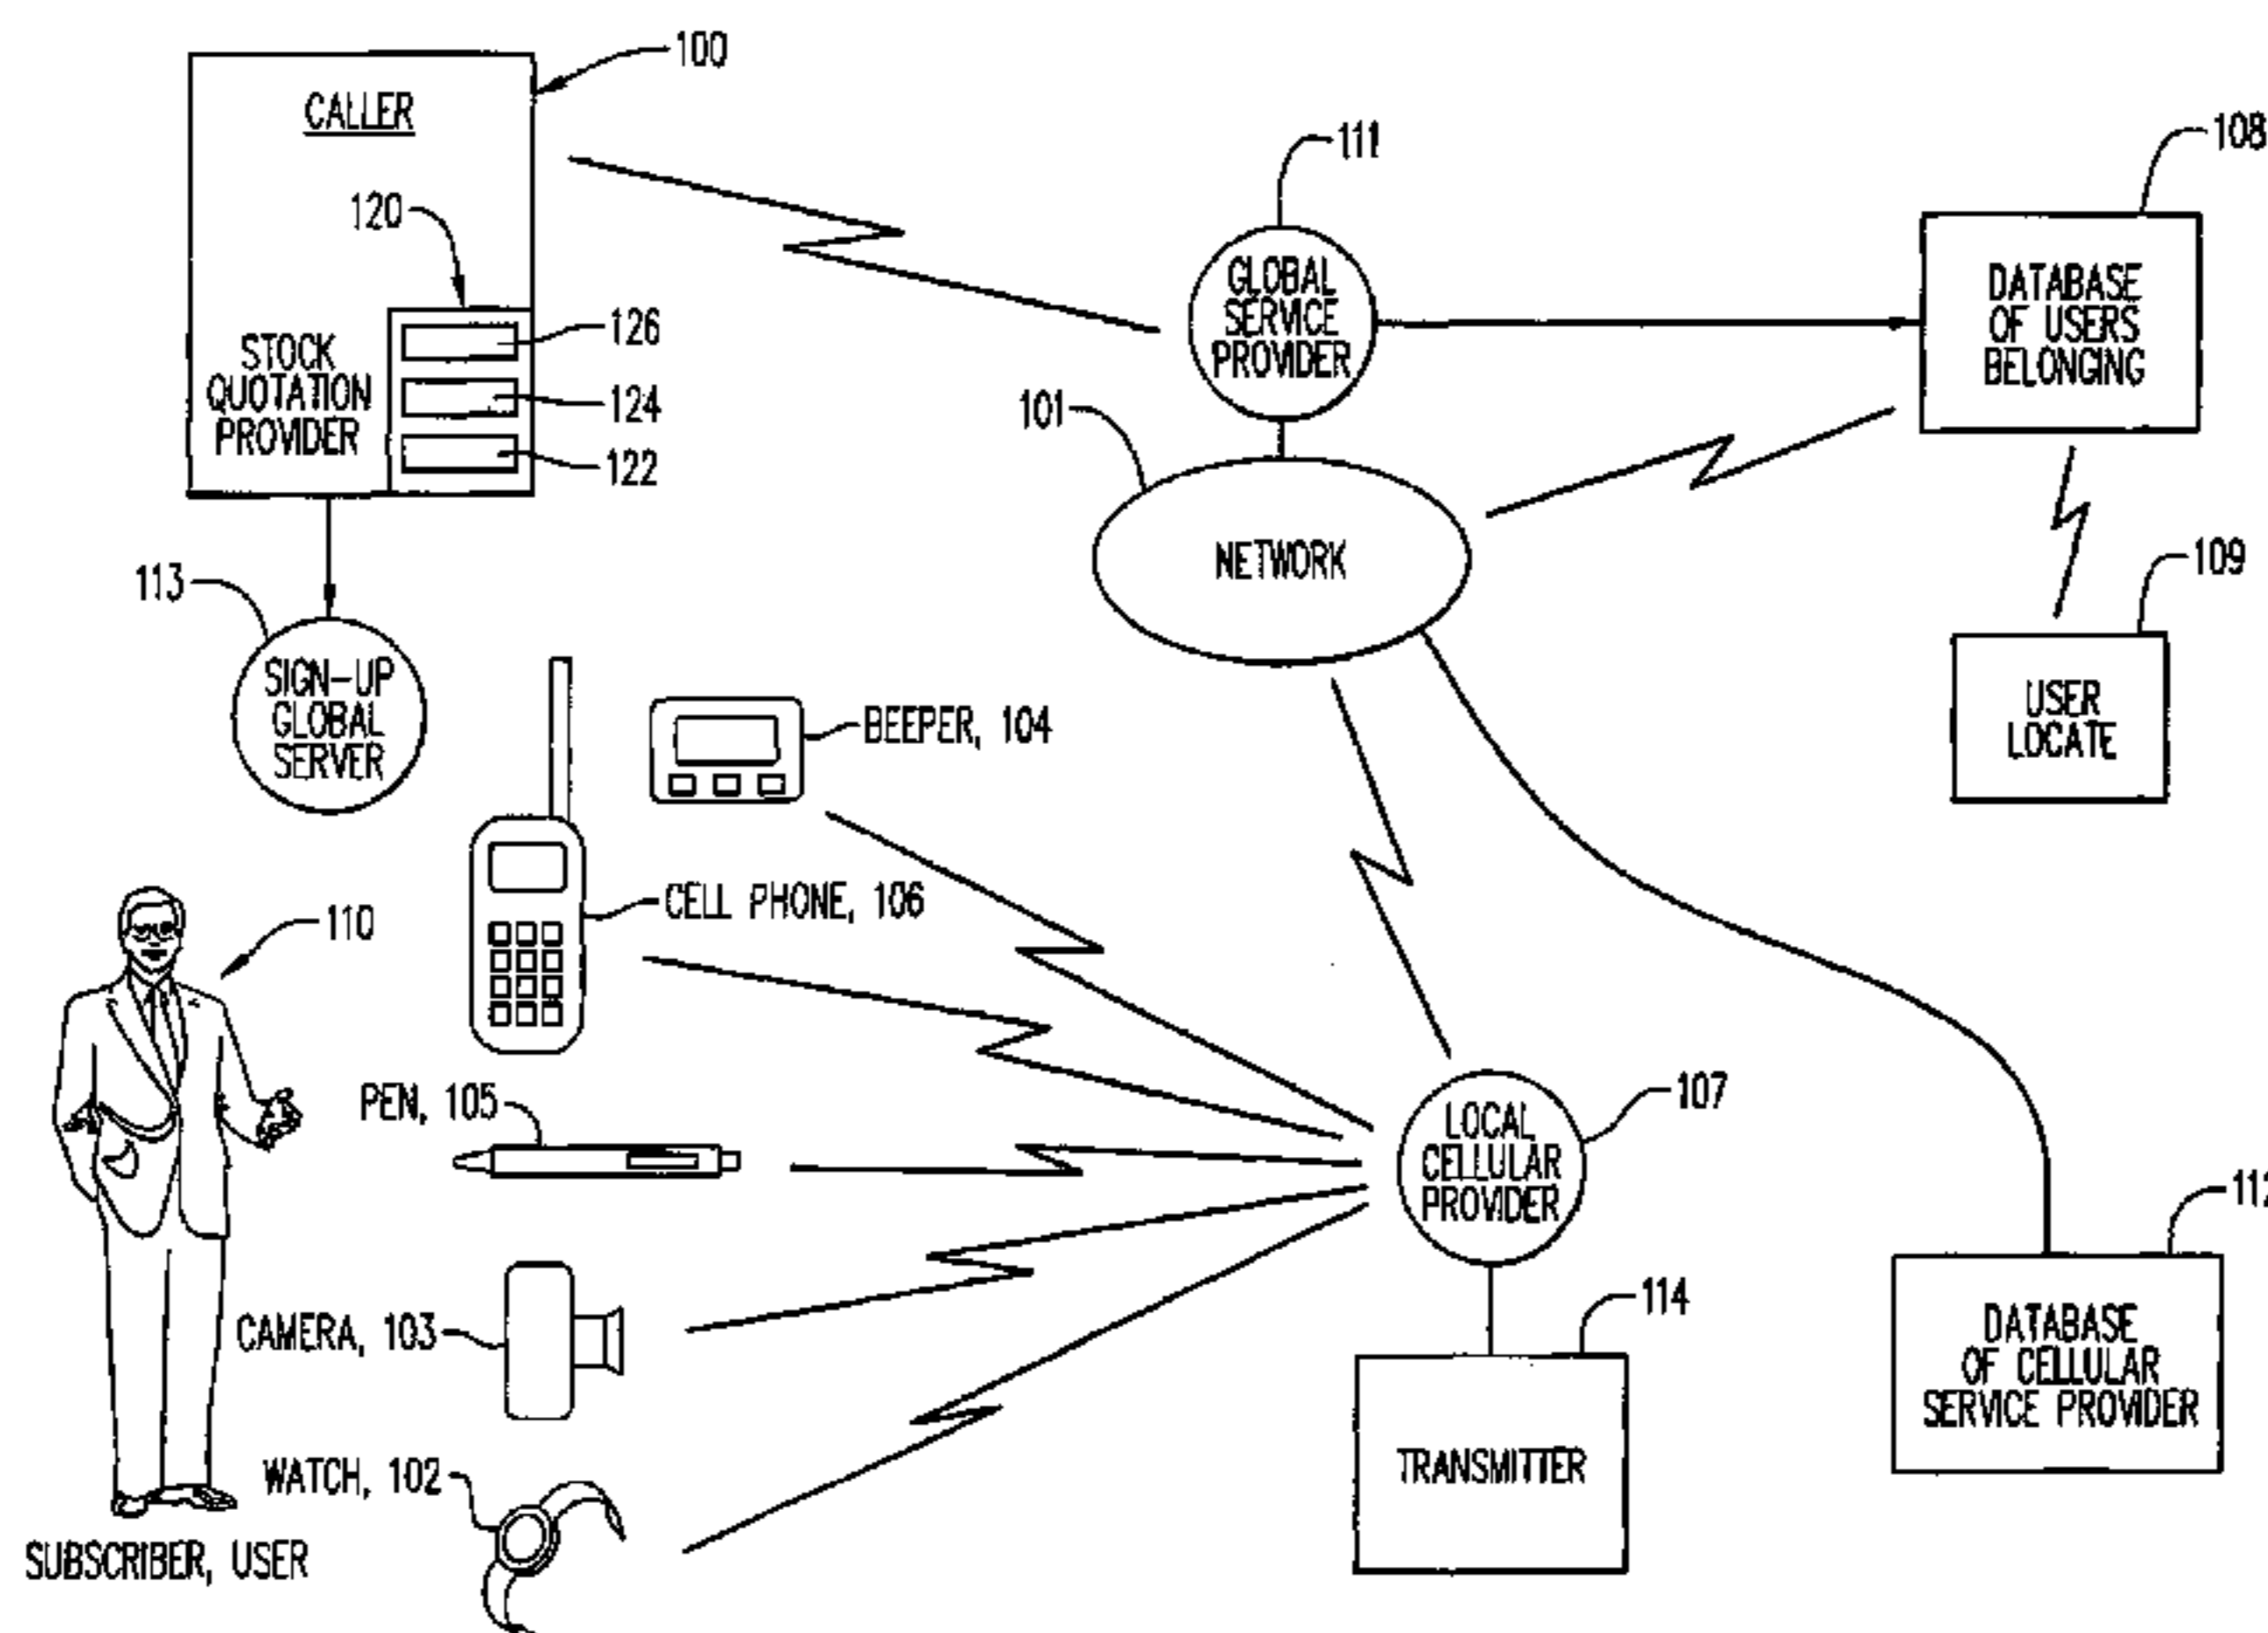 100
CALLER
120
STOCK
QUOTATION
PROVIDER
126
124
122
111
GLOBAL
SERVICE
PROVIDER
108
DATABASE
OF USERS
BELONGING
101
NETWORK
109
USER
LOCATE
113
SIGN-UP
GLOBAL
SERVER
BEEPER, 104
CELL PHONE, 106
110
PEN, 105
CAMERA, 103
WATCH, 102
SUBSCRIBER, USER
107
LOCAL
CELLULAR
PROVIDER
114
TRANSMITTER
112
DATABASE
OF CELLULAR
SERVICE PROVIDER